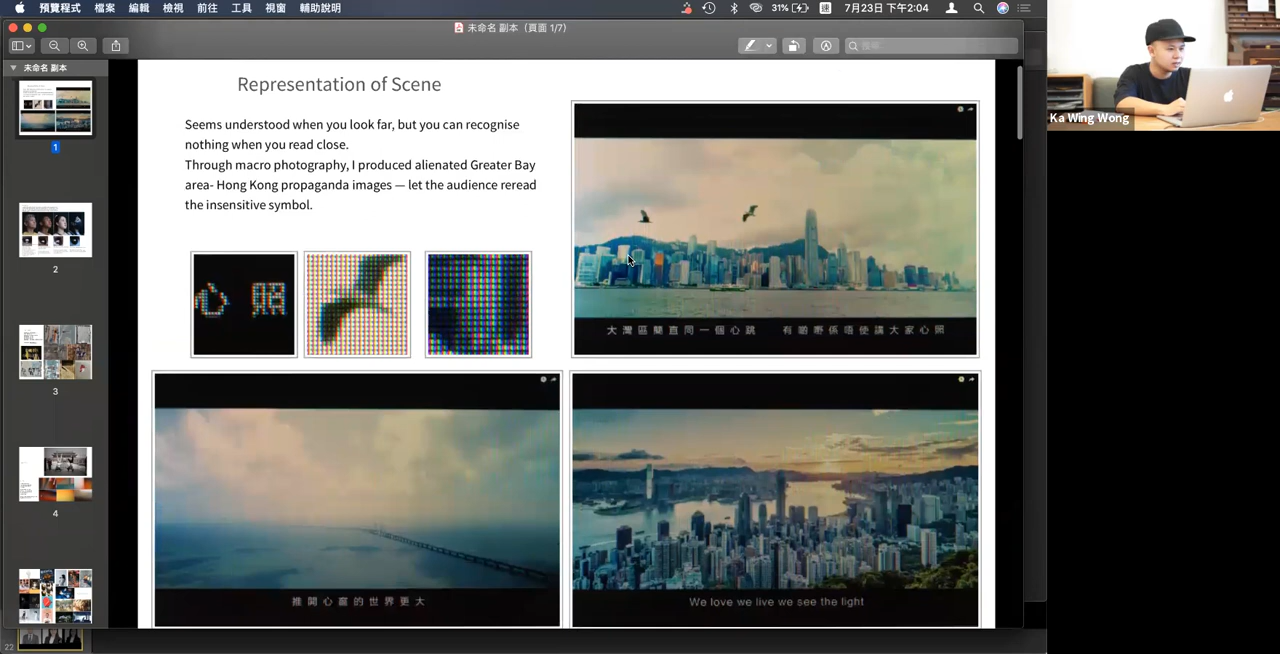 預覽程式 檔案 編輯 檢視 前往 工具 視窗 輔助說明
31%
7月23日 下午2:04
未命名 副本（頁面 1/7）
搜尋
未命名 副本
1
2
3
4
22
Representation of Scene
Seems understood when you look far, but you can recognise
nothing when you read close.
Through macro photography, I produced alienated Greater Bay
area- Hong Kong propaganda images — let the audience reread
the insensitive symbol.
心 照
大灣區簡直同一個心跳 有啲嘢係唔使講大家心照
推開心窗的世界更大
We love we live we see the light
Ka Wing Wong